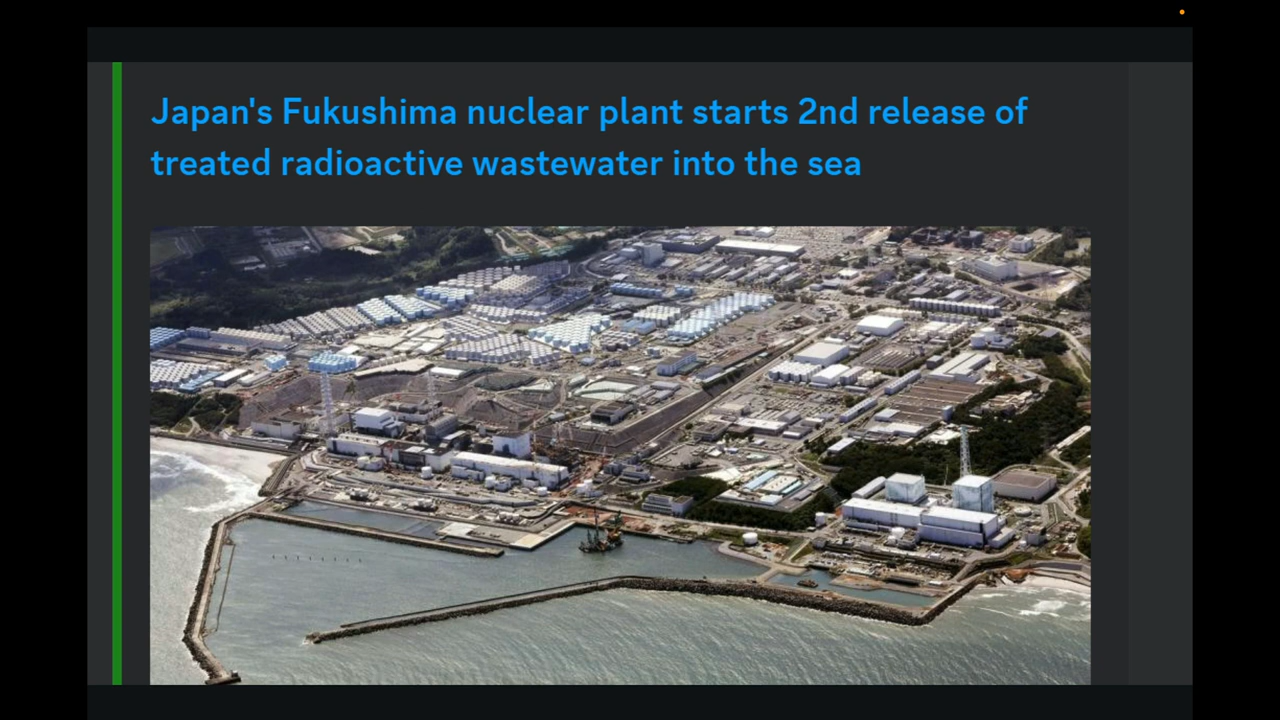 Japan's Fukushima nuclear plant starts 2nd release of
treated radioactive wastewater into the sea